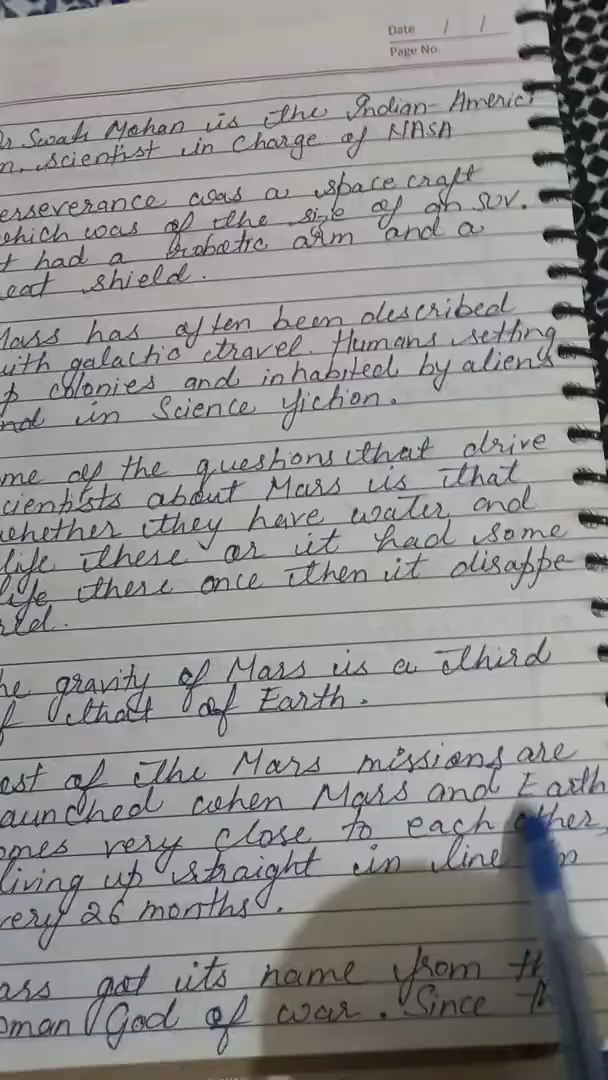 Date / /
Page No.
Swati Mohan is the Indian-Americ
n, scientist in Charge of NASA
erseverance was a spacecraft
which was of the size of an SUV.
t had a robotic arm and a
eat shield.
Mars has often been described
with galactic travel. Humans setting
p colonies and inhabited by aliens
nd in Science fiction.
me of the questions that drive
cientists about Mars is that
whether they have water and
life there or it had some
life there once then it disappe-
red.
he gravity of Mars is a third
f that of Earth.
ost of the Mars missions are
aunched when Mars and Earth
omes very close to each other,
living up straight in line in
very 26 months.
ars got its name from th
oman God of war. Since th